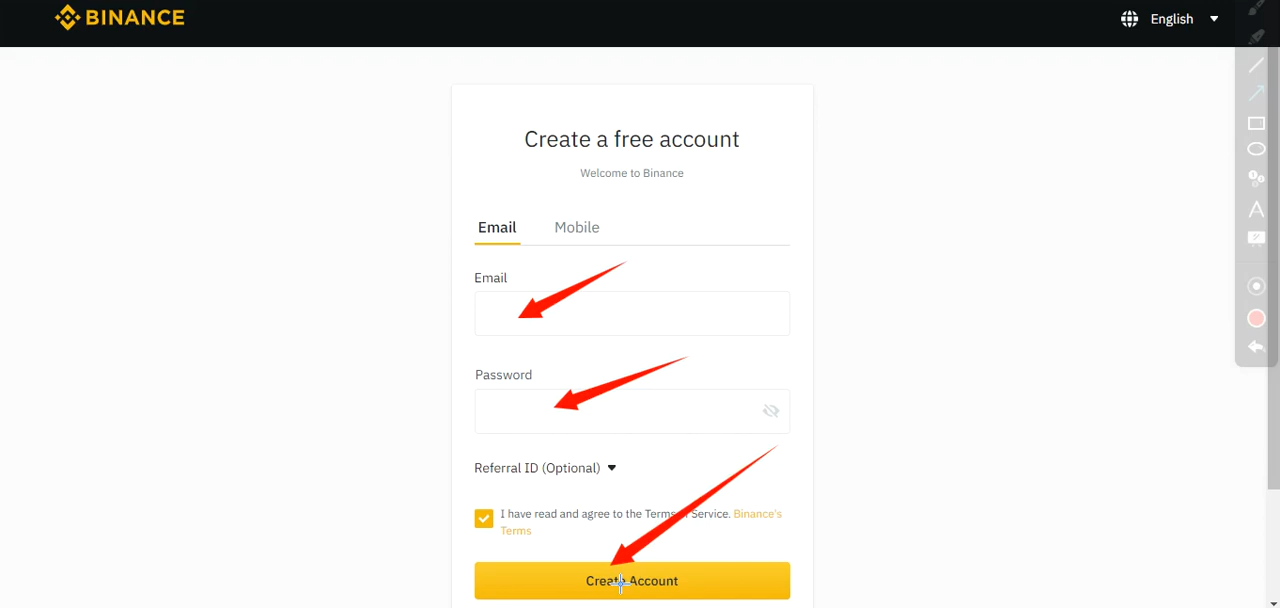 BINANCE
English
Create a free account
Welcome to Binance
Email
Mobile
Email
Password
Referral ID (Optional)
I have read and agree to the Terms of Service. Binance's
Terms
Create Account